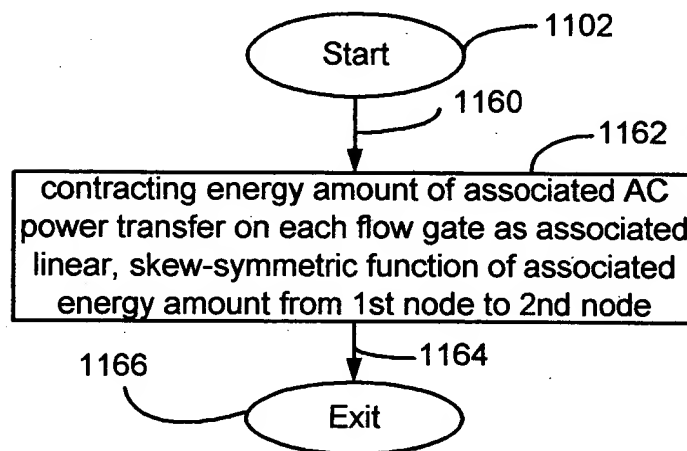 1102
Start
1160
1162
contracting energy amount of associated AC
power transfer on each flow gate as associated
linear, skew-symmetric function of associated
energy amount from 1st node to 2nd node
1164
1166
Exit